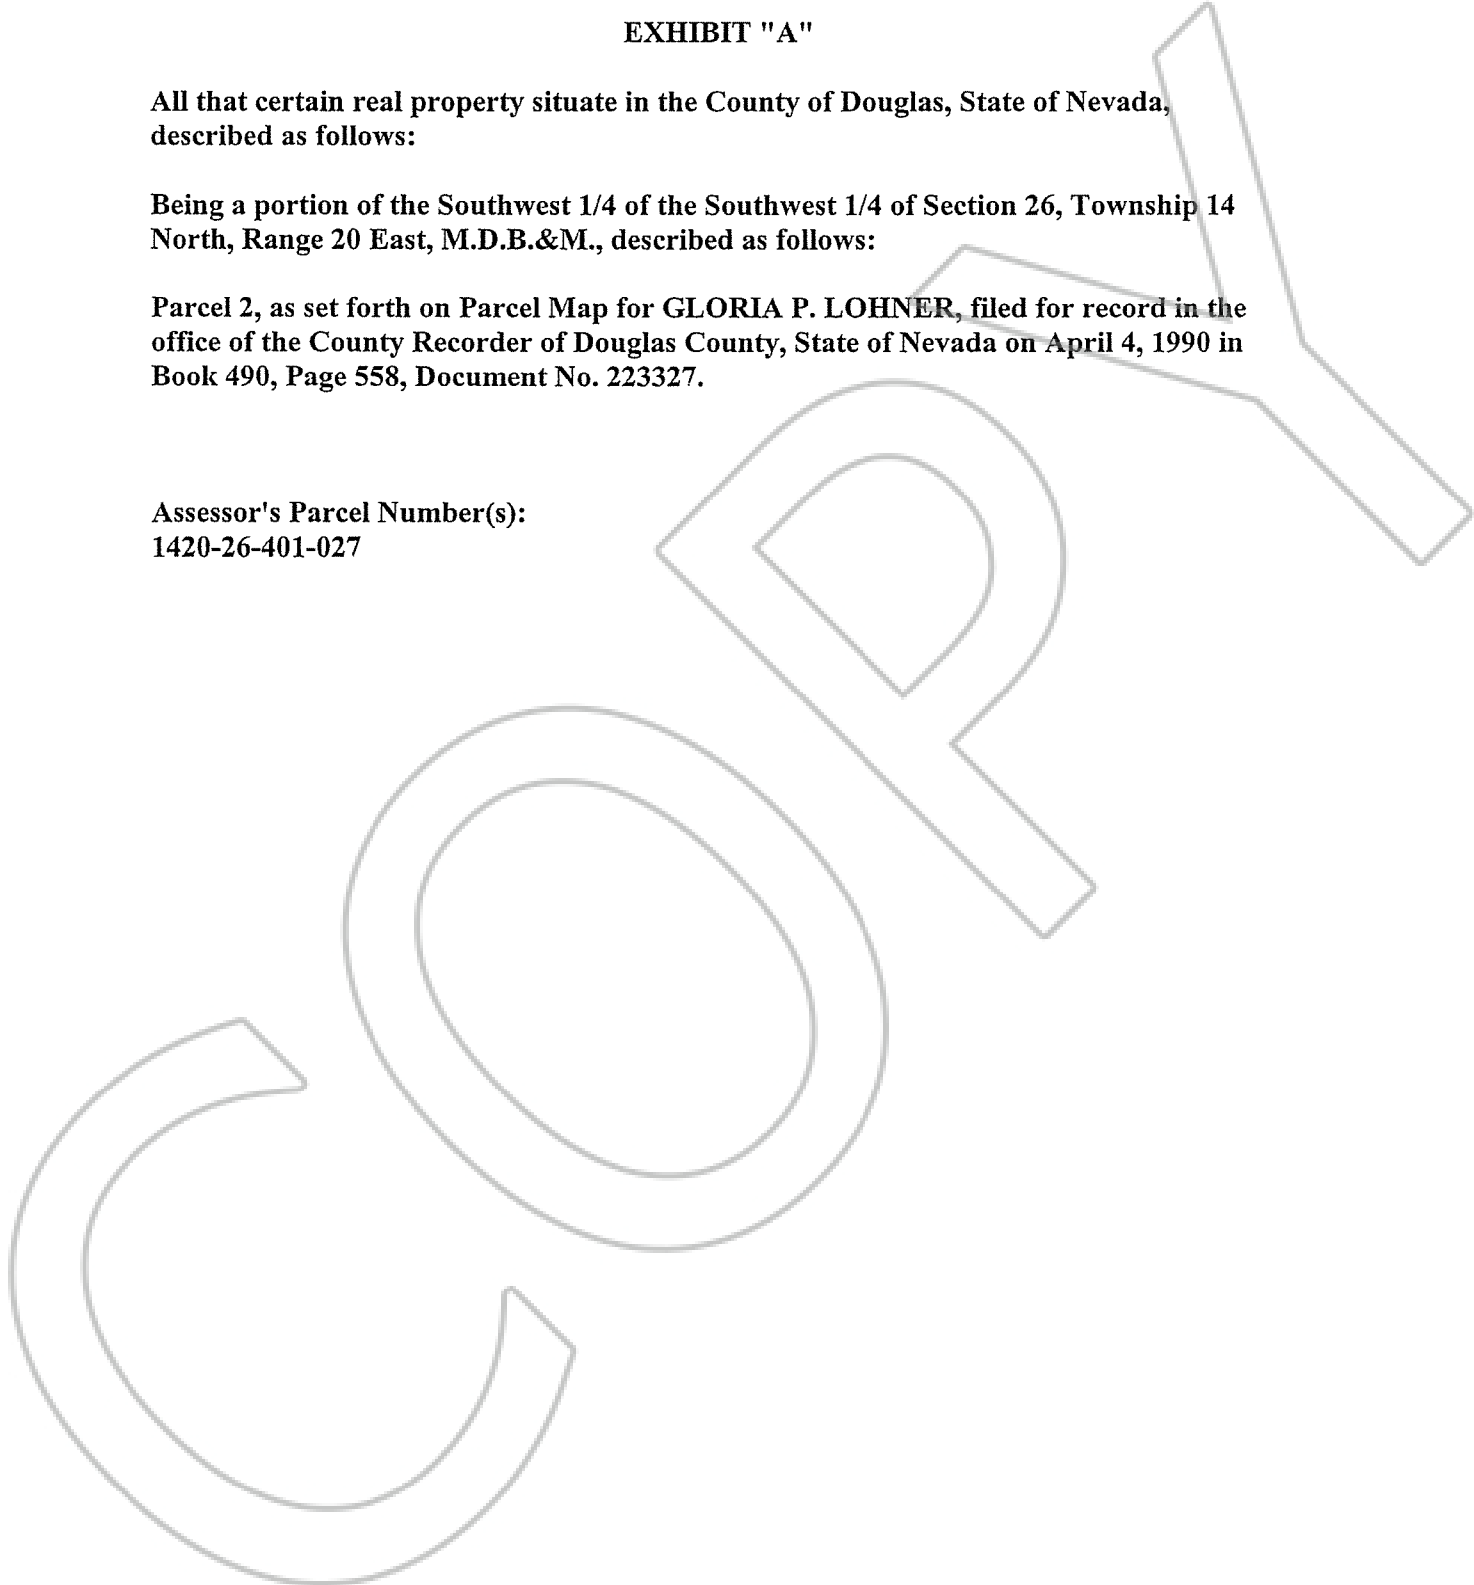 EXHIBIT "A"
All that certain real property situate in the County of Douglas, State of Nevada,
described as follows:
Being a portion of the Southwest 1/4 of the Southwest 1/4 of Section 26, Township 14
North, Range 20 East, M.D.B.&M., described as follows:
Parcel 2, as set forth on Parcel Map for GLORIA P. LOHNER, filed for record in the
office of the County Recorder of Douglas County, State of Nevada on April 4, 1990 in
Book 490, Page 558, Document No. 223327.
Assessor's Parcel Number(s):
1420-26-401-027
COPY